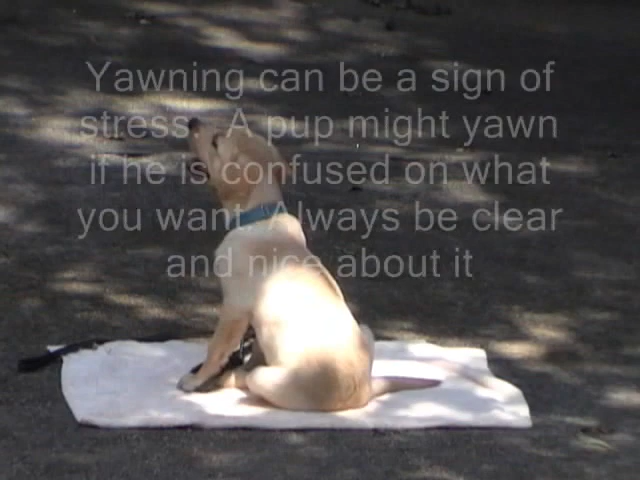 Yawning can be a sign of
stress. A pup might yawn
if he is confused on what
you want. Always be clear
and nice about it